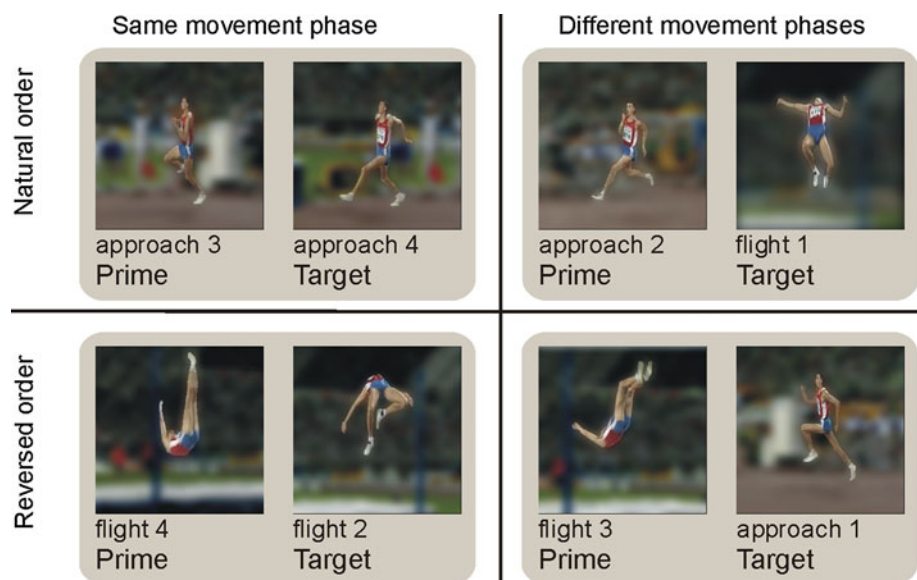 Same movement phase
Different movement phases
Natural order
approach 3
Prime
approach 4
Target
approach 2
Prime
flight 1
Target
Reversed order
flight 4
Prime
flight 2
Target
flight 3
Prime
approach 1
Target